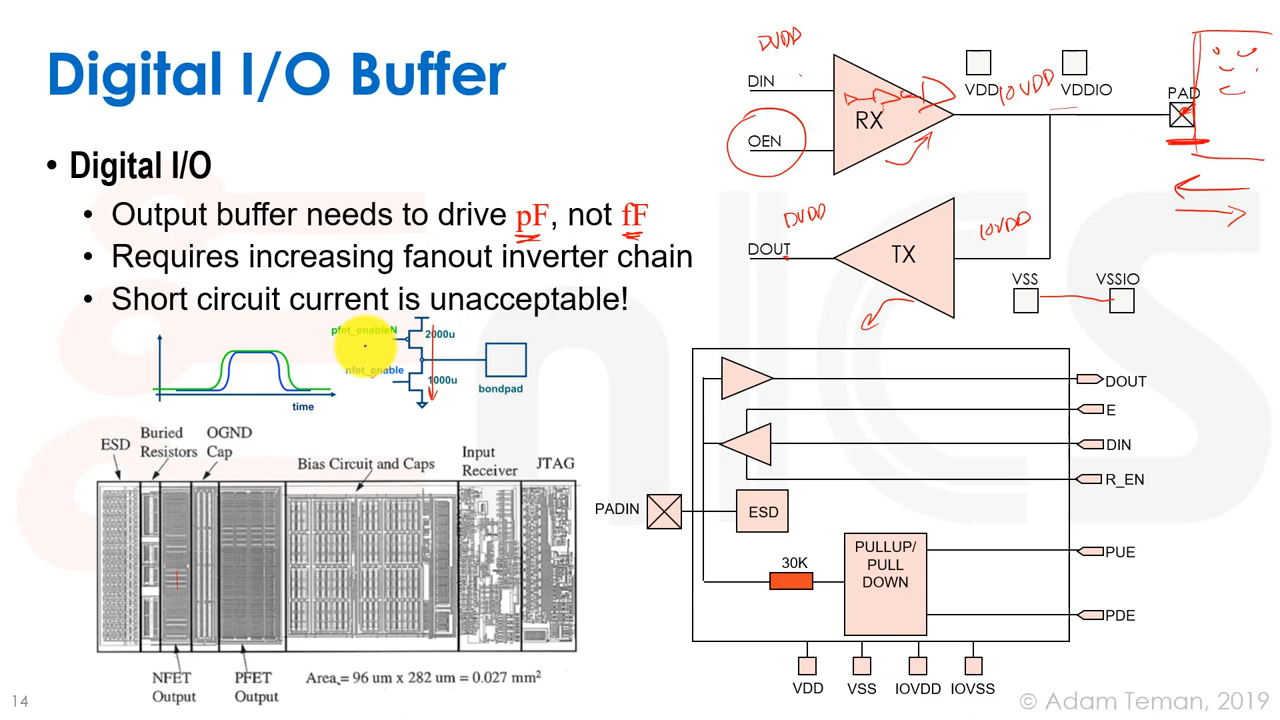 Digital I/O Buffer
• Digital I/O
• Output buffer needs to drive pF, not fF
• Requires increasing fanout inverter chain
• Short circuit current is unacceptable!
pfet_enableN
nfet_enable
2000u
1000u
bondpad
time
ESD
Buried
Resistors
OGND
Cap
Bias Circuit and Caps
Input
Receiver
JTAG
NFET
Output
PFET
Output
Area = 96 um x 282 um = 0.027 mm²
DVDD
DIN
OEN
RX
VDD
IOVDD
VDDIO
PAD
DVDD
DOUT
TX
IOVDD
VSS
VSSIO
PADIN
ESD
30K
PULLUP/
PULL
DOWN
DOUT
E
DIN
R_EN
PUE
PDE
VDD
VSS
IOVDD
IOVSS
14
© Adam Teman, 2019